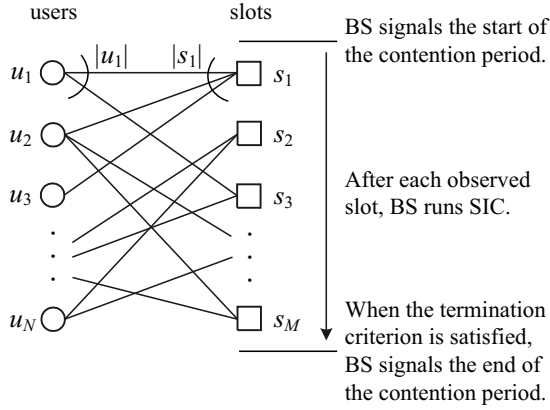 users
slots
BS signals the start of
the contention period.
|u₁|
|s₁|
u₁
s₁
u₂
s₂
u₃
s₃
After each observed
slot, BS runs SIC.
u_N
s_M
When the termination
criterion is satisfied,
BS signals the end of
the contention period.